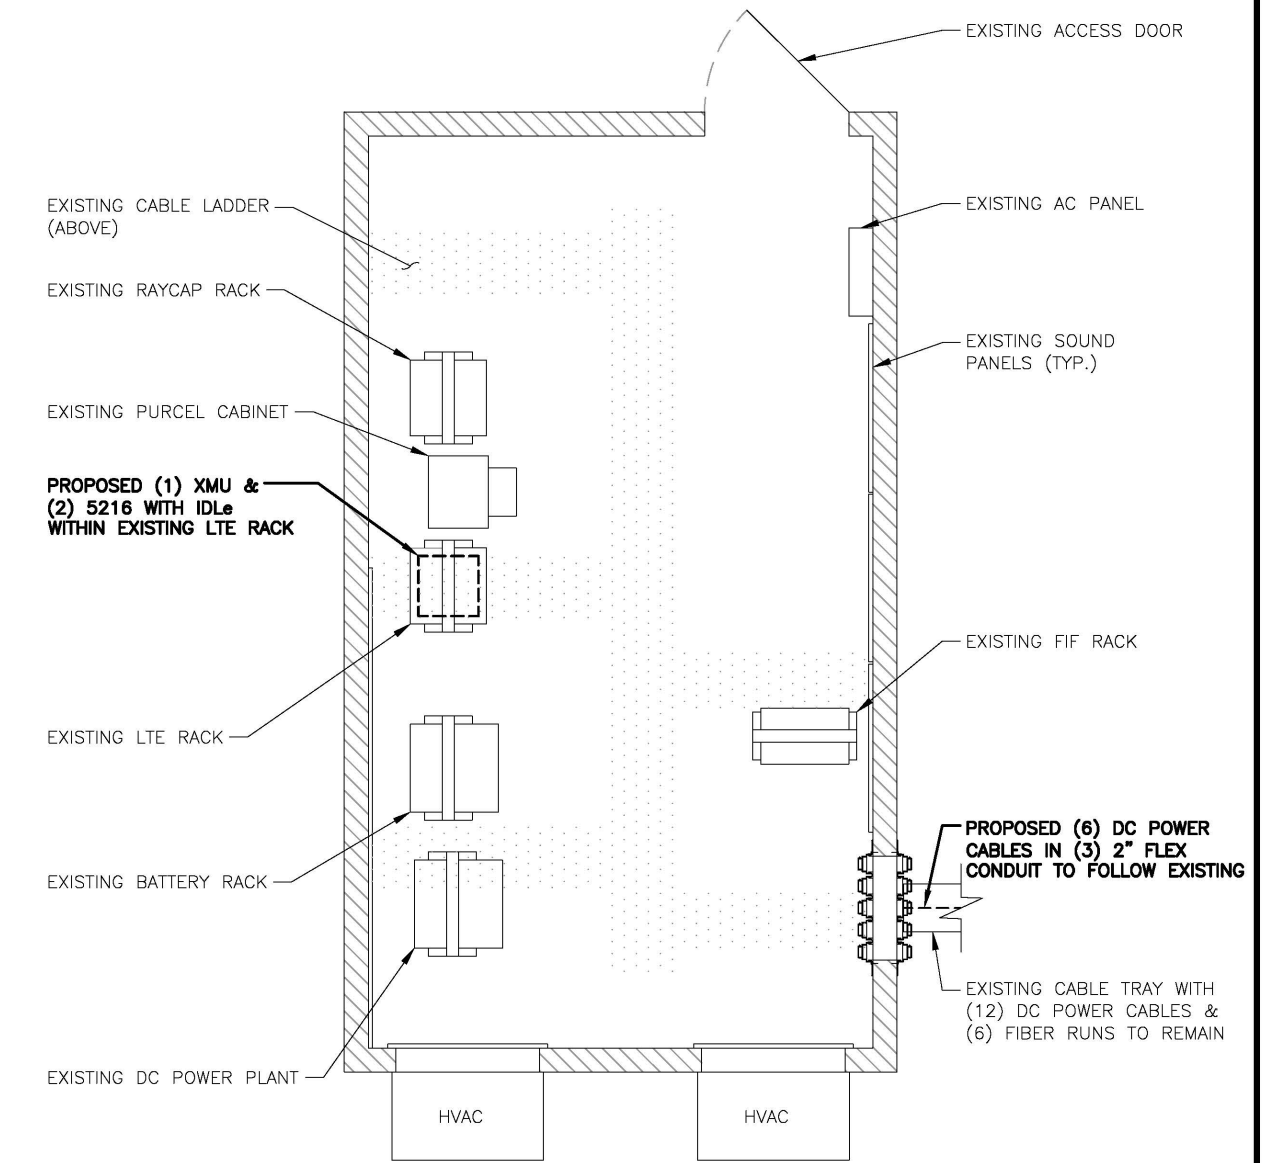 EXISTING ACCESS DOOR
EXISTING CABLE LADDER
(ABOVE)
EXISTING AC PANEL
EXISTING RAYCAP RACK
EXISTING SOUND
PANELS (TYP.)
EXISTING PURCEL CABINET
PROPOSED (1) XMU &
(2) 5216 WITH IDLe
WITHIN EXISTING LTE RACK
EXISTING FIF RACK
EXISTING LTE RACK
PROPOSED (6) DC POWER
CABLES IN (3) 2" FLEX
CONDUIT TO FOLLOW EXISTING
EXISTING BATTERY RACK
EXISTING CABLE TRAY WITH
(12) DC POWER CABLES &
(6) FIBER RUNS TO REMAIN
EXISTING DC POWER PLANT
HVAC
HVAC